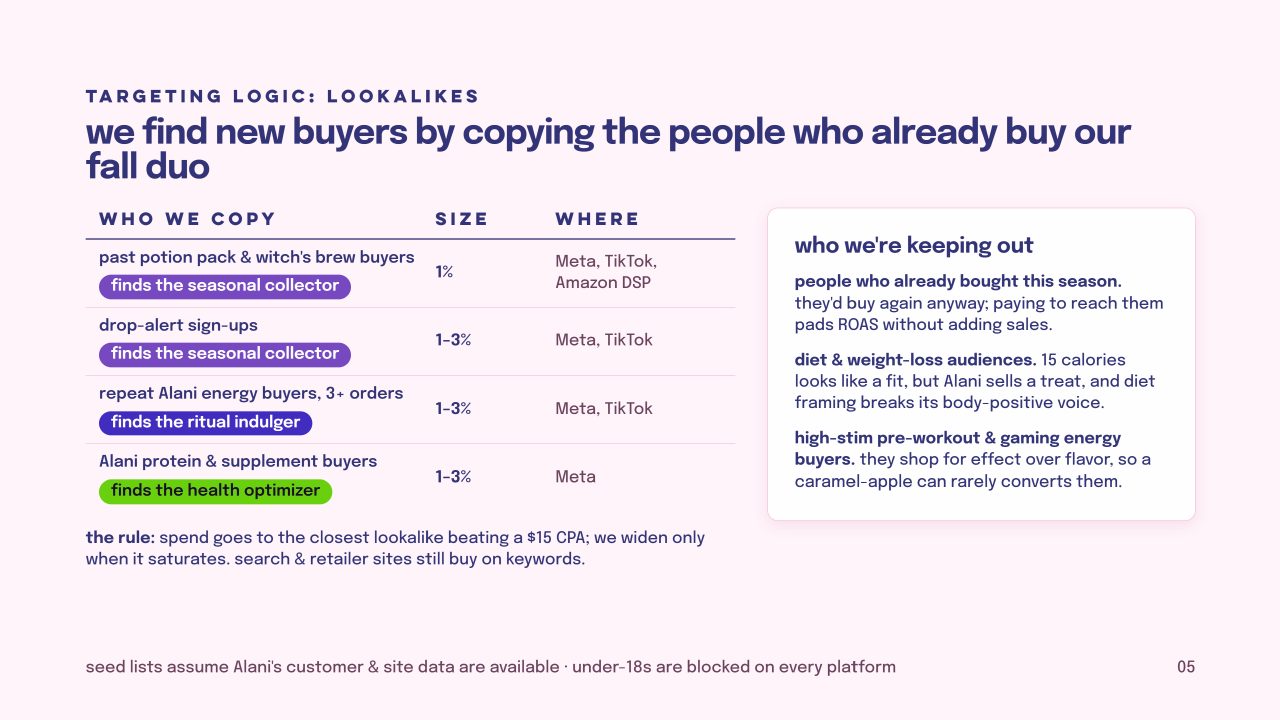 TARGETING LOGIC: LOOKALIKES
we find new buyers by copying the people who already buy our
fall duo
WHO WE COPY SIZE WHERE
past potion pack & witch's brew buyers
finds the seasonal collector
1%
Meta, TikTok,
Amazon DSP
drop-alert sign-ups
finds the seasonal collector
1–3%
Meta, TikTok
repeat Alani energy buyers, 3+ orders
finds the ritual indulger
1–3%
Meta, TikTok
Alani protein & supplement buyers
finds the health optimizer
1–3%
Meta
the rule: spend goes to the closest lookalike beating a $15 CPA; we widen only
when it saturates. search & retailer sites still buy on keywords.
who we're keeping out
people who already bought this season.
they'd buy again anyway; paying to reach them
pads ROAS without adding sales.
diet & weight-loss audiences. 15 calories
looks like a fit, but Alani sells a treat, and diet
framing breaks its body-positive voice.
high-stim pre-workout & gaming energy
buyers. they shop for effect over flavor, so a
caramel-apple can rarely converts them.
seed lists assume Alani's customer & site data are available · under-18s are blocked on every platform
05